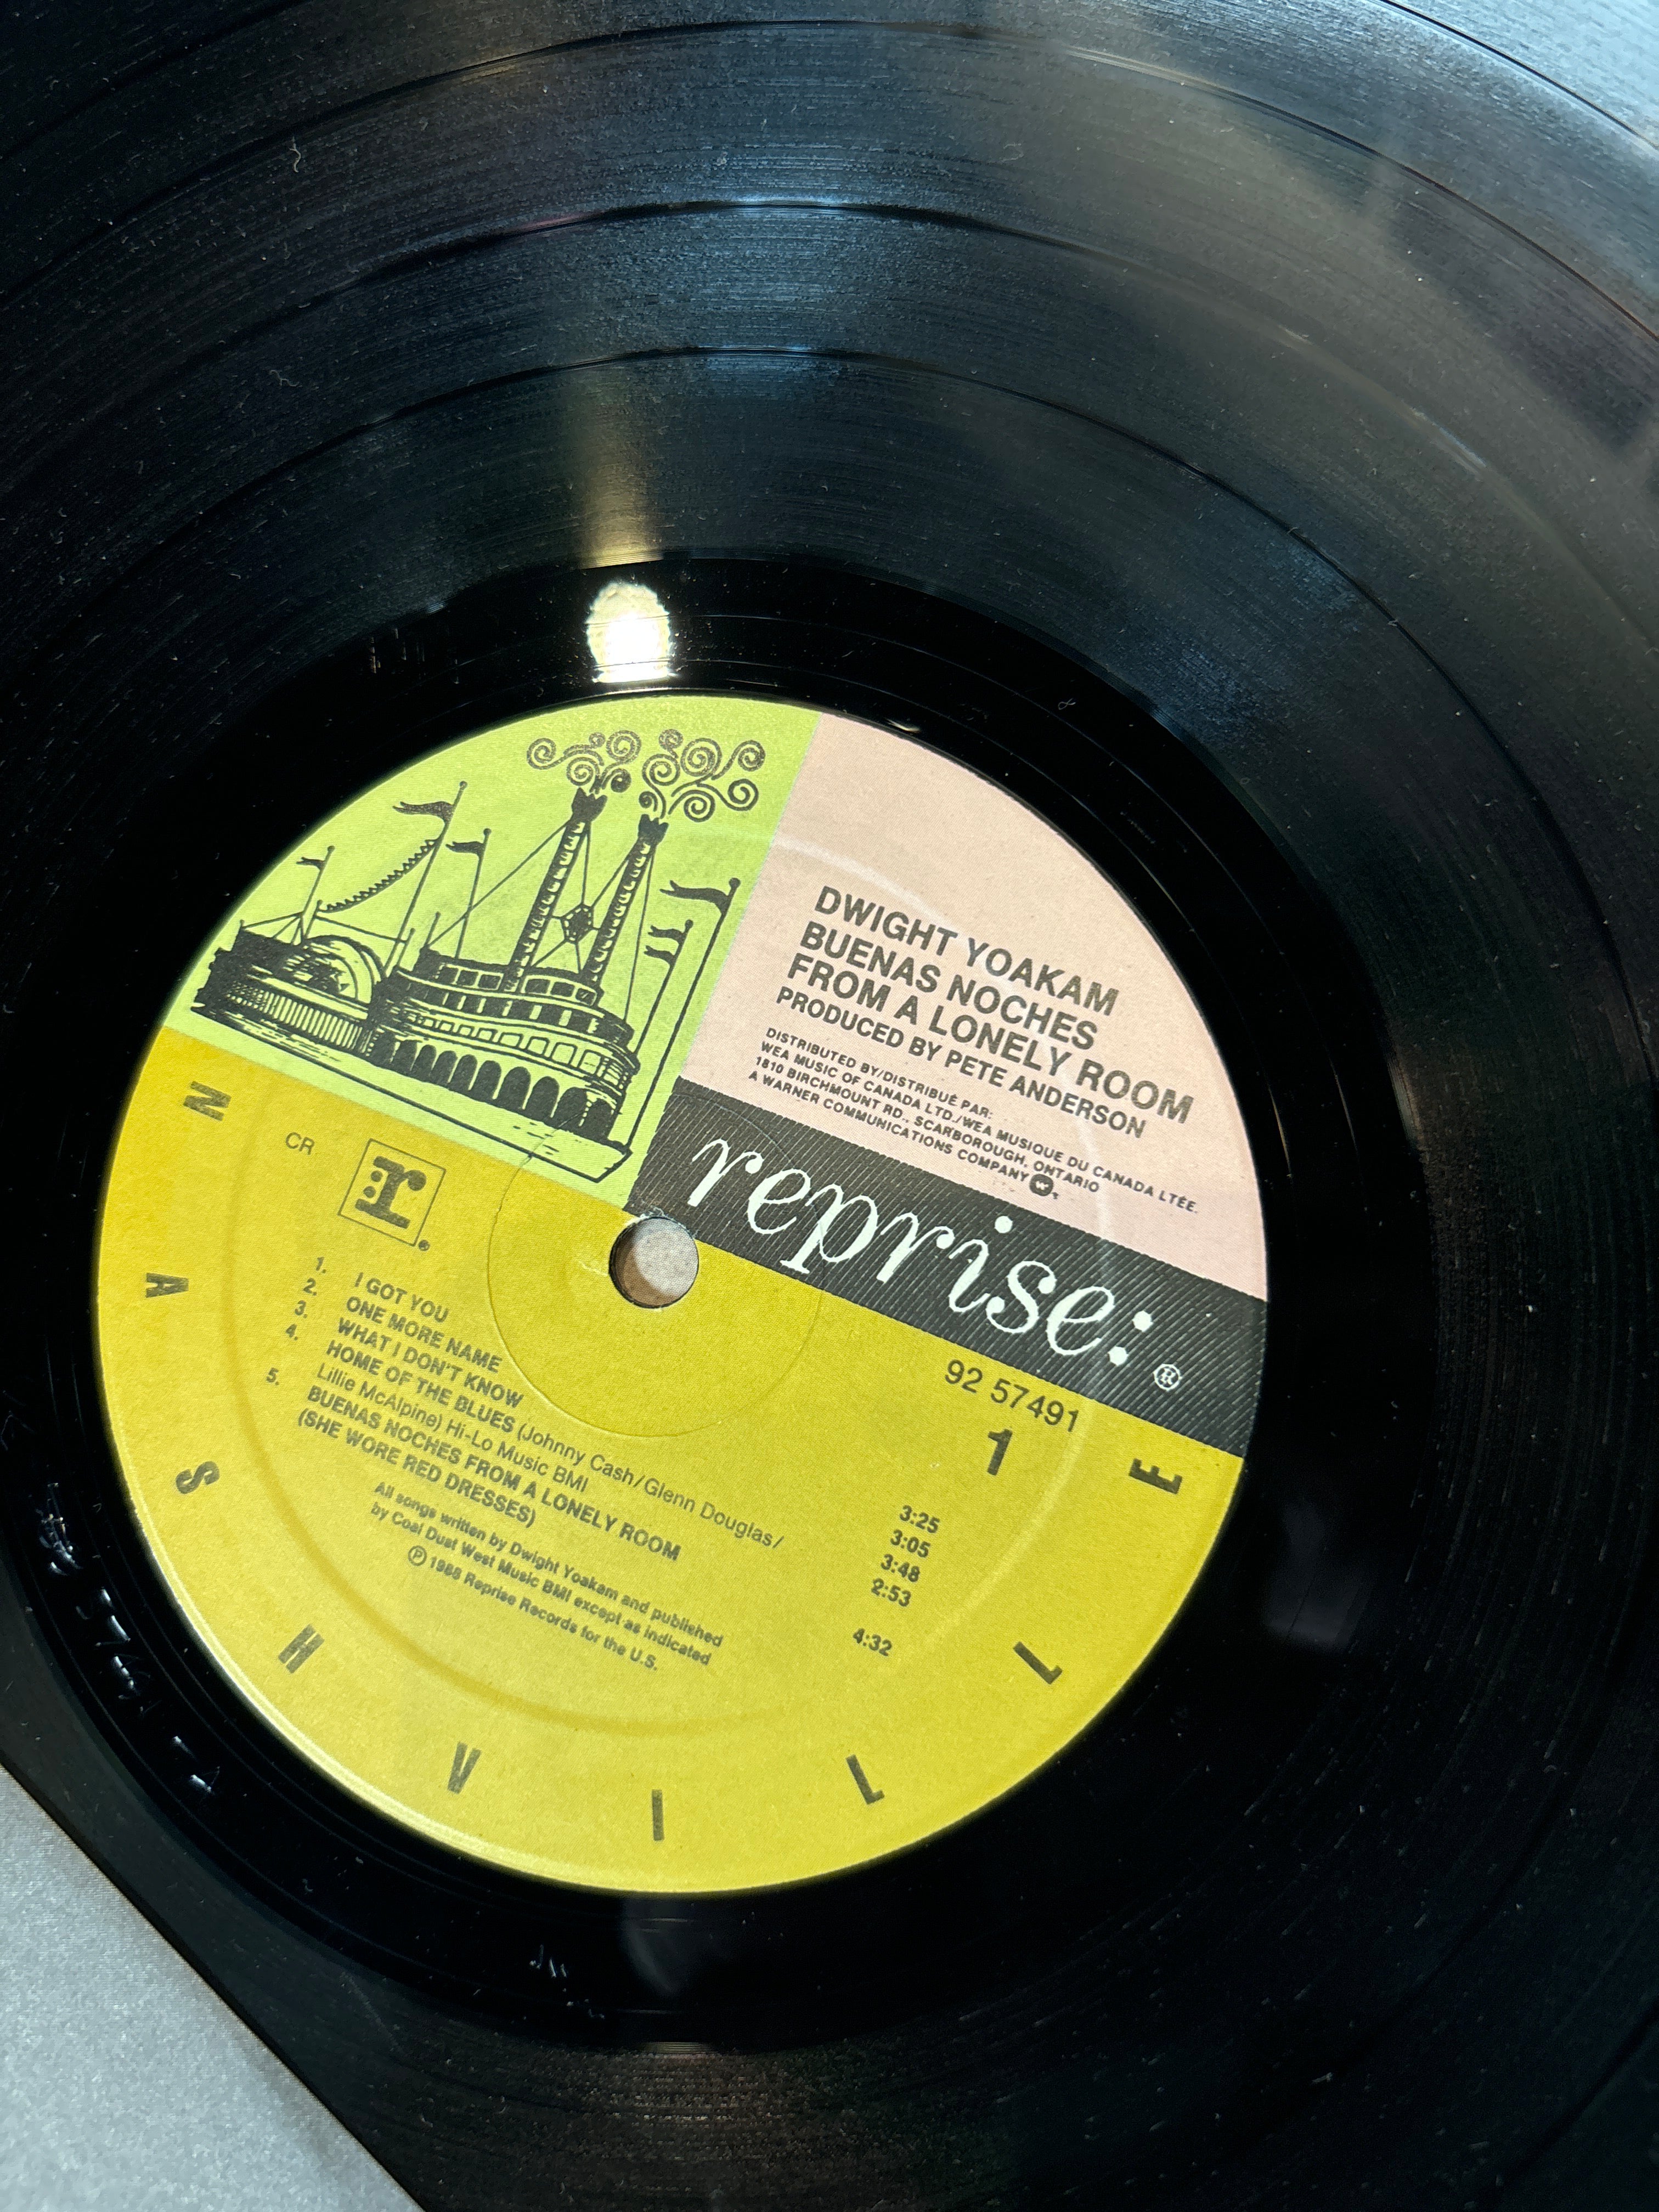 DWIGHT YOAKAM
BUENAS NOCHES
FROM A LONELY ROOM
PRODUCED BY PETE ANDERSON
DISTRIBUTED BY/DISTRIBUÉ PAR:
WEA MUSIC OF CANADA LTD./WEA MUSIQUE DU CANADA LTÉE.
1810 BIRCHMOUNT RD., SCARBOROUGH, ONTARIO
A WARNER COMMUNICATIONS COMPANY
reprise: ®
92 57491
1
CR
r: ®
1. I GOT YOU 3:25
2. ONE MORE NAME 3:05
3. WHAT I DON'T KNOW 3:48
4. HOME OF THE BLUES (Johnny Cash/Glenn Douglas/ 2:53
Lillie McAlpine) Hi-Lo Music BMI
5. BUENAS NOCHES FROM A LONELY ROOM
(SHE WORE RED DRESSES) 4:32
All songs written by Dwight Yoakam and published
by Coal Dust West Music BMI except as indicated
℗ 1988 Reprise Records for the U.S.
NASHVILLE